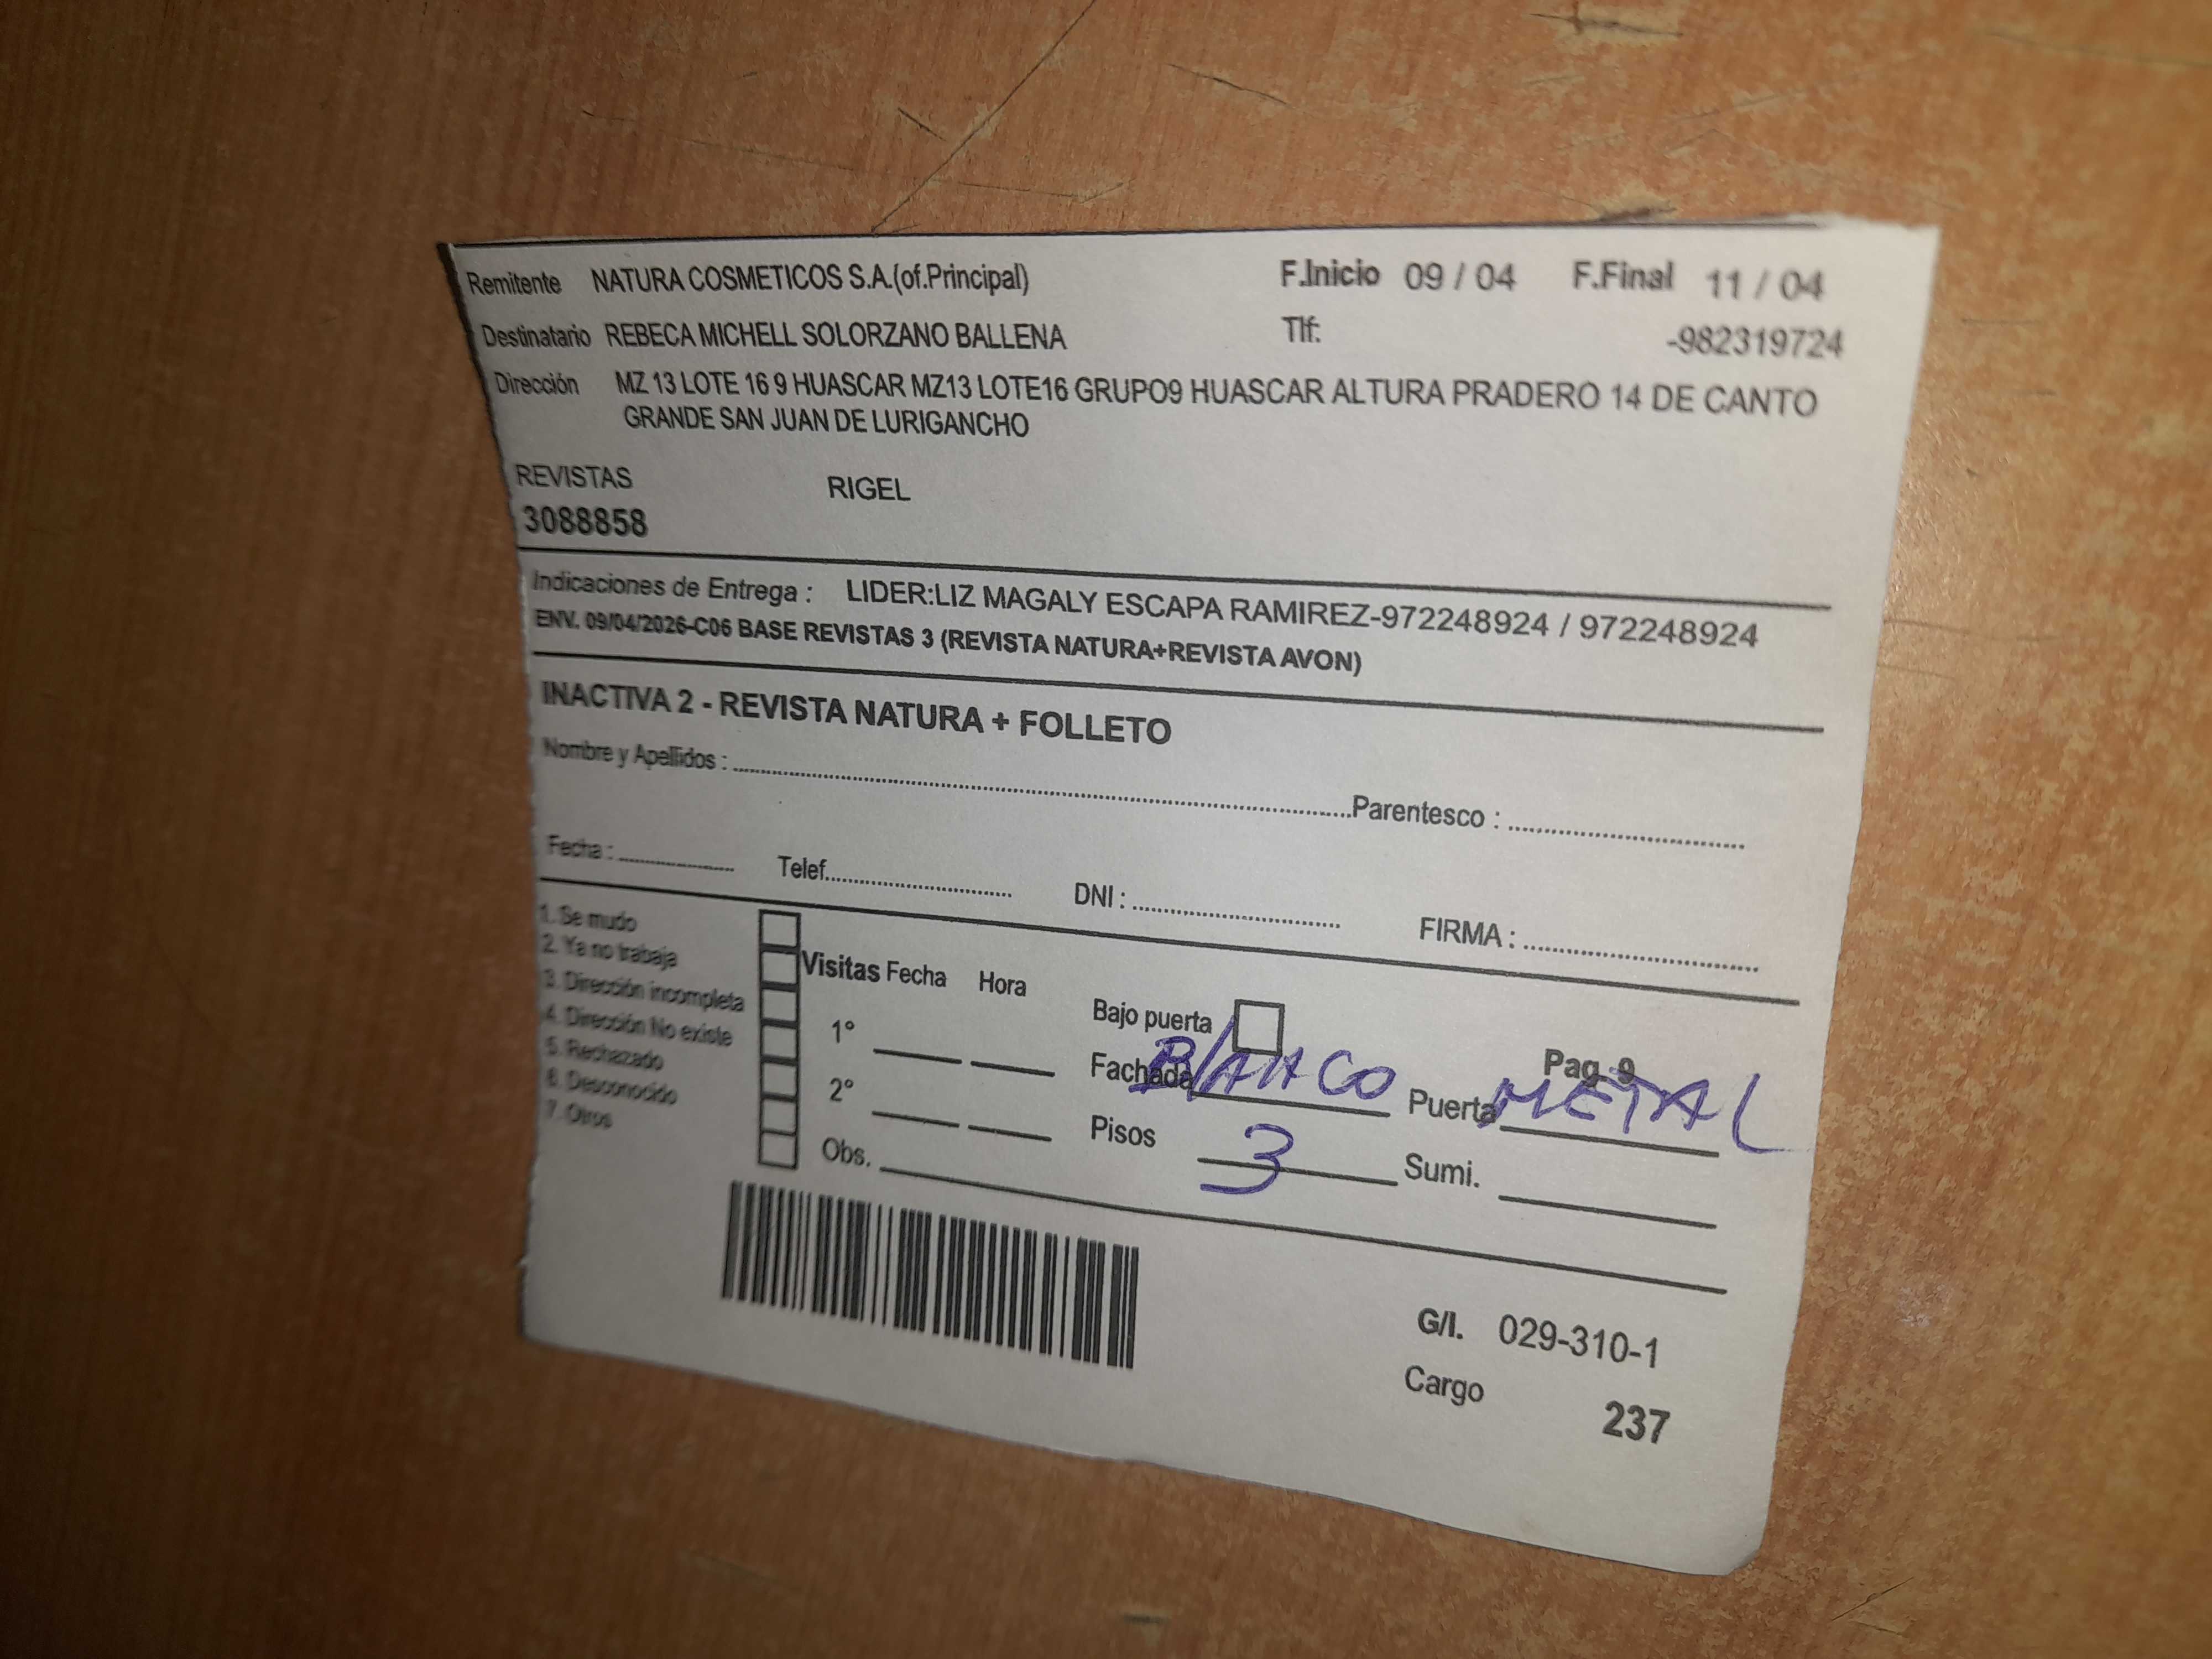 Remitente NATURA COSMETICOS S.A.(of.Principal) F.Inicio 09 / 04 F.Final 11 / 04
Destinatario REBECA MICHELL SOLORZANO BALLENA Tlf: -982319724
Dirección MZ 13 LOTE 16 9 HUASCAR MZ13 LOTE16 GRUPO9 HUASCAR ALTURA PRADERO 14 DE CANTO
GRANDE SAN JUAN DE LURIGANCHO
REVISTAS RIGEL
3088858
Indicaciones de Entrega : LIDER:LIZ MAGALY ESCAPA RAMIREZ-972248924 / 972248924
ENV. 09/04/2026-C06 BASE REVISTAS 3 (REVISTA NATURA+REVISTA AVON)
INACTIVA 2 - REVISTA NATURA + FOLLETO
Nombre y Apellidos : Parentesco :
Fecha : Telef. DNI : FIRMA :
1. Se mudo
2. Ya no trabaja
3. Dirección incompleta
4. Dirección No existe
5. Rechazado
6. Desconocido
7. Otros
Visitas Fecha Hora
1°
2°
Obs.
Bajo puerta
Pag. 9
Fachada BlANCO Puerta METAL
Pisos 3 Sumi.
G/I. 029-310-1
Cargo 237